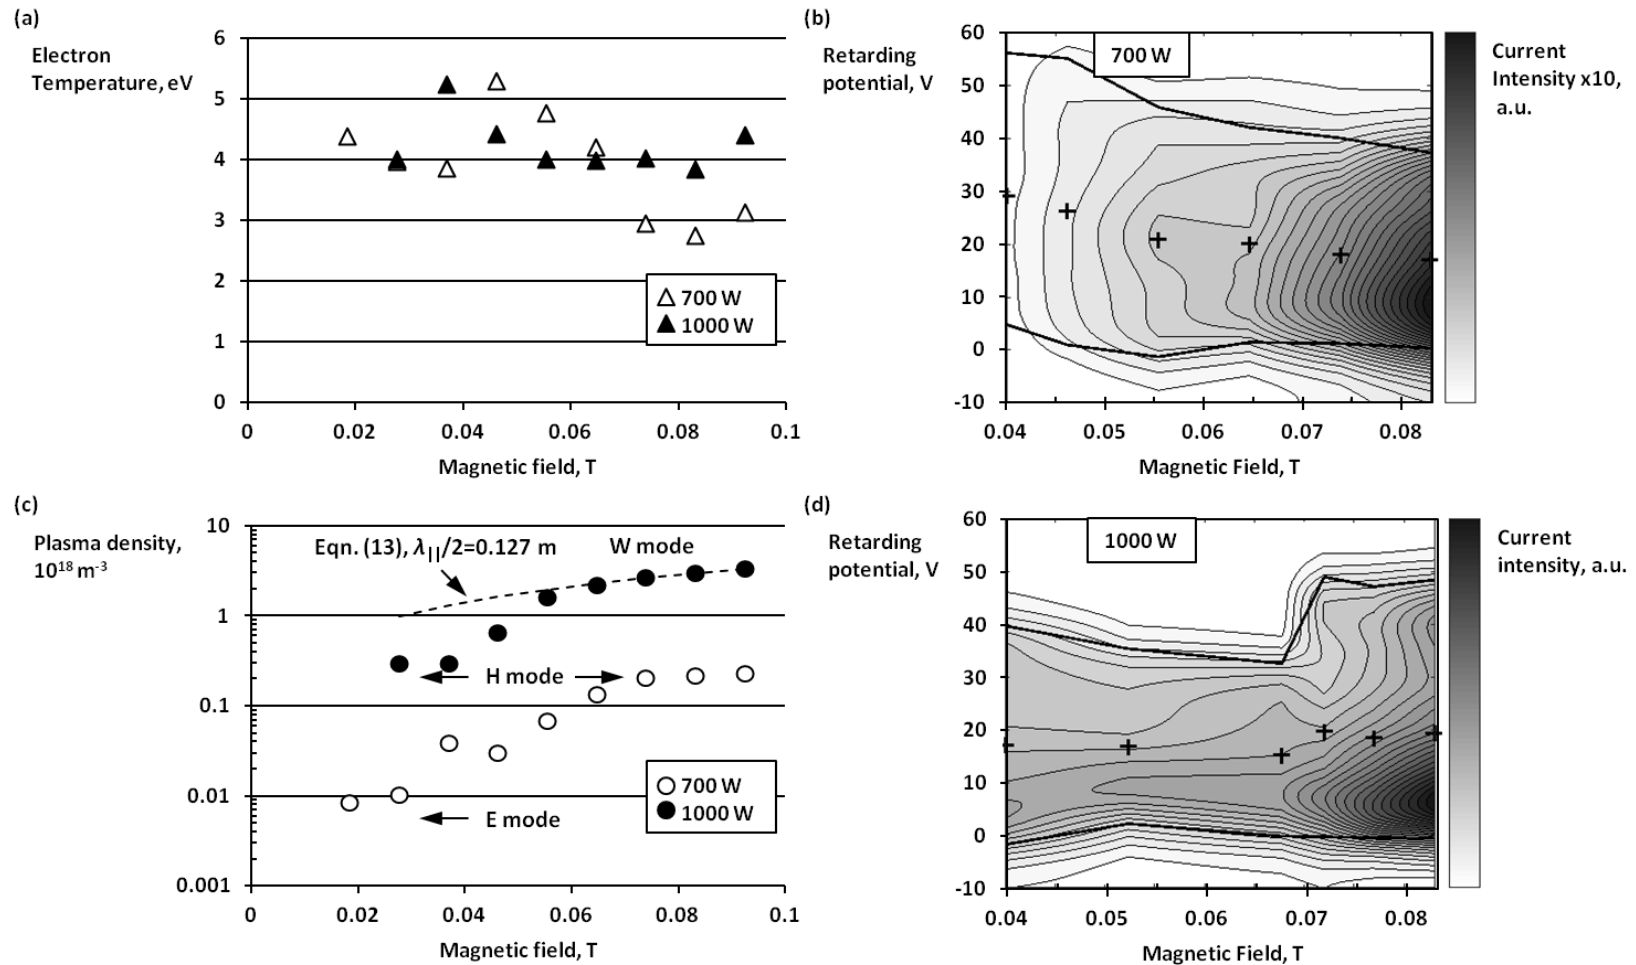 (a)
Electron
Temperature, eV
6
5
4
3
2
1
0
0 0.02 0.04 0.06 0.08 0.1
Magnetic field, T
700 W
1000 W
(b)
Retarding
potential, V
60
50
40
30
20
10
0
-10
0.04 0.05 0.06 0.07 0.08
Magnetic Field, T
700 W
Current
Intensity x10,
a.u.
(c)
Plasma density,
10¹⁸ m⁻³
10
1
0.1
0.01
0.001
0 0.02 0.04 0.06 0.08 0.1
Magnetic field, T
Eqn. (13), λ||/2=0.127 m
W mode
H mode
E mode
700 W
1000 W
(d)
Retarding
potential, V
60
50
40
30
20
10
0
-10
0.04 0.05 0.06 0.07 0.08
Magnetic Field, T
1000 W
Current
intensity, a.u.